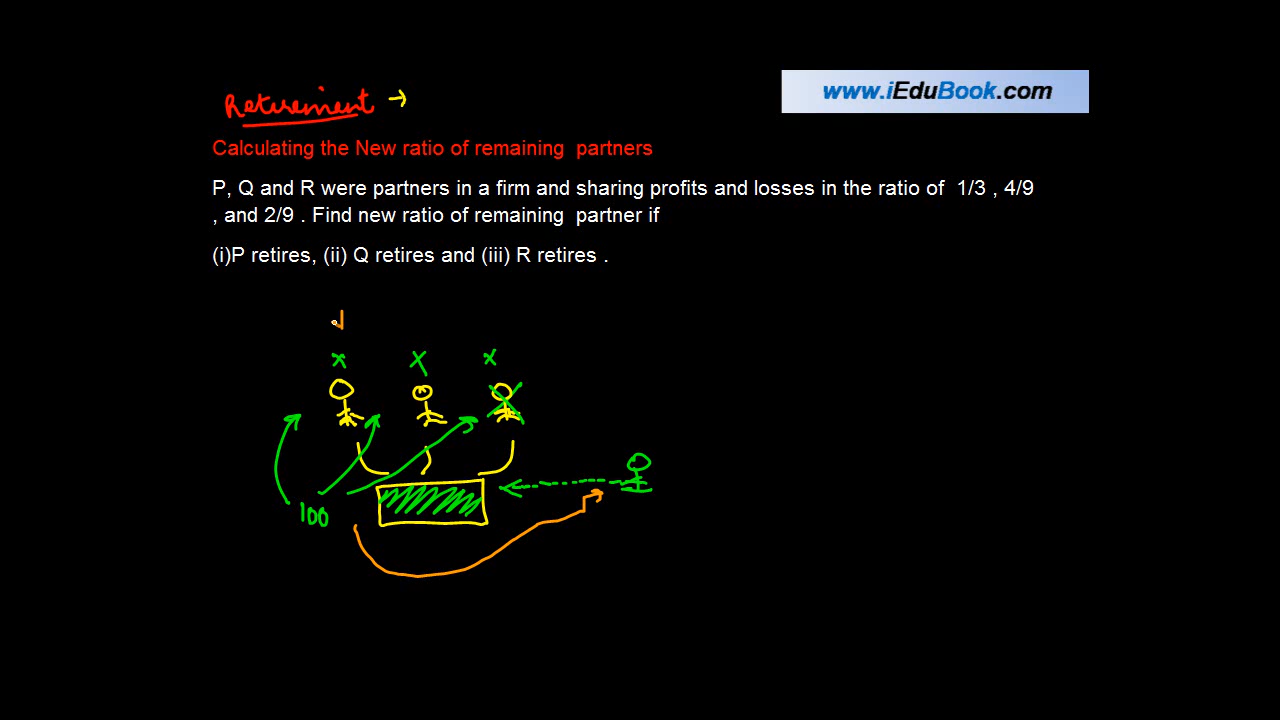 Retirement →
www.iEduBook.com
Calculating the New ratio of remaining partners
P, Q and R were partners in a firm and sharing profits and losses in the ratio of 1/3 , 4/9
, and 2/9 . Find new ratio of remaining partner if
(i)P retires, (ii) Q retires and (iii) R retires .
x x x
100